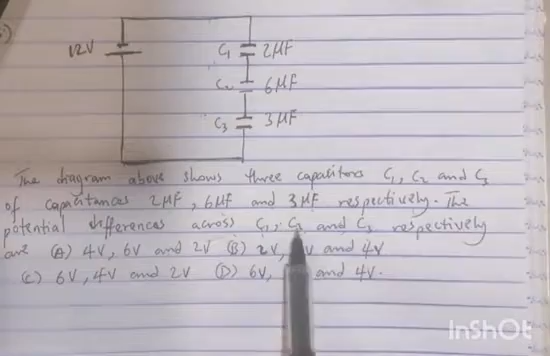 12V
C1 2μF
C2 6μF
C3 3μF
The diagram above shows three capacitors C1, C2 and C3
of capacitances 2μF, 6μF and 3μF respectively. The
potential differences across C1, C2 and C3 respectively
are (A) 4V, 6V and 2V (B) 2V, V and 4V
(C) 6V, 4V and 2V (D) 6V, and 4V.
InShOt